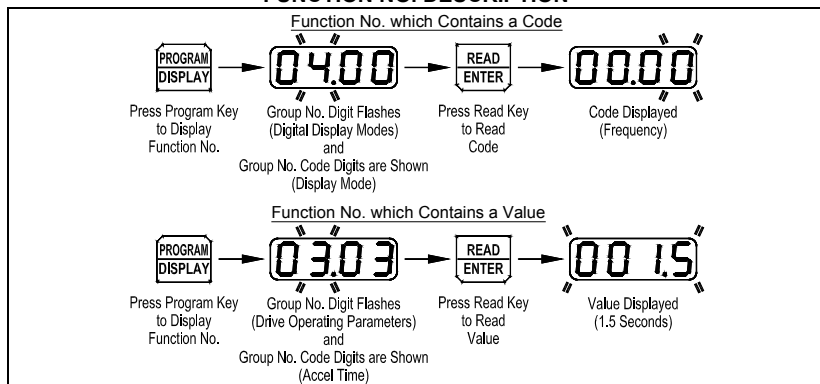 FUNCTION NO. DESCRIPTION
Function No. which Contains a Code
PROGRAM
DISPLAY
04.00
READ
ENTER
00.00
Press Program Key
to Display
Function No.
Group No. Digit Flashes
(Digital Display Modes)
and
Group No. Code Digits are Shown
(Display Mode)
Press Read Key
to Read
Code
Code Displayed
(Frequency)
Function No. which Contains a Value
PROGRAM
DISPLAY
03.03
READ
ENTER
001.5
Press Program Key
to Display
Function No.
Group No. Digit Flashes
(Drive Operating Parameters)
and
Group No. Code Digits are Shown
(Accel Time)
Press Read Key
to Read
Value
Value Displayed
(1.5 Seconds)